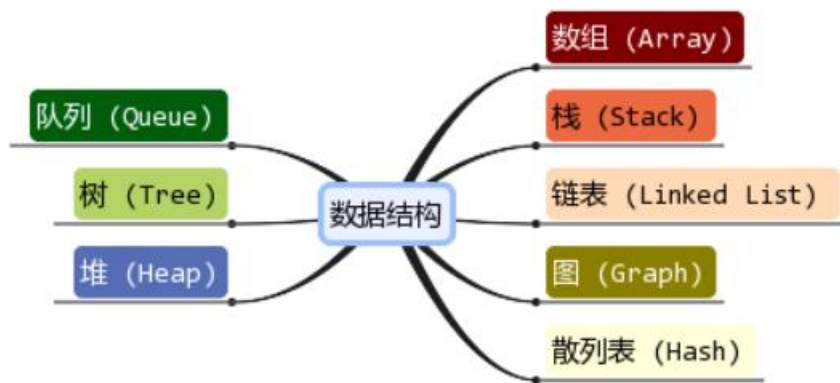 数组 (Array)
队列 (Queue)
栈 (Stack)
树 (Tree)
数据结构
链表 (Linked List)
堆 (Heap)
图 (Graph)
散列表 (Hash)